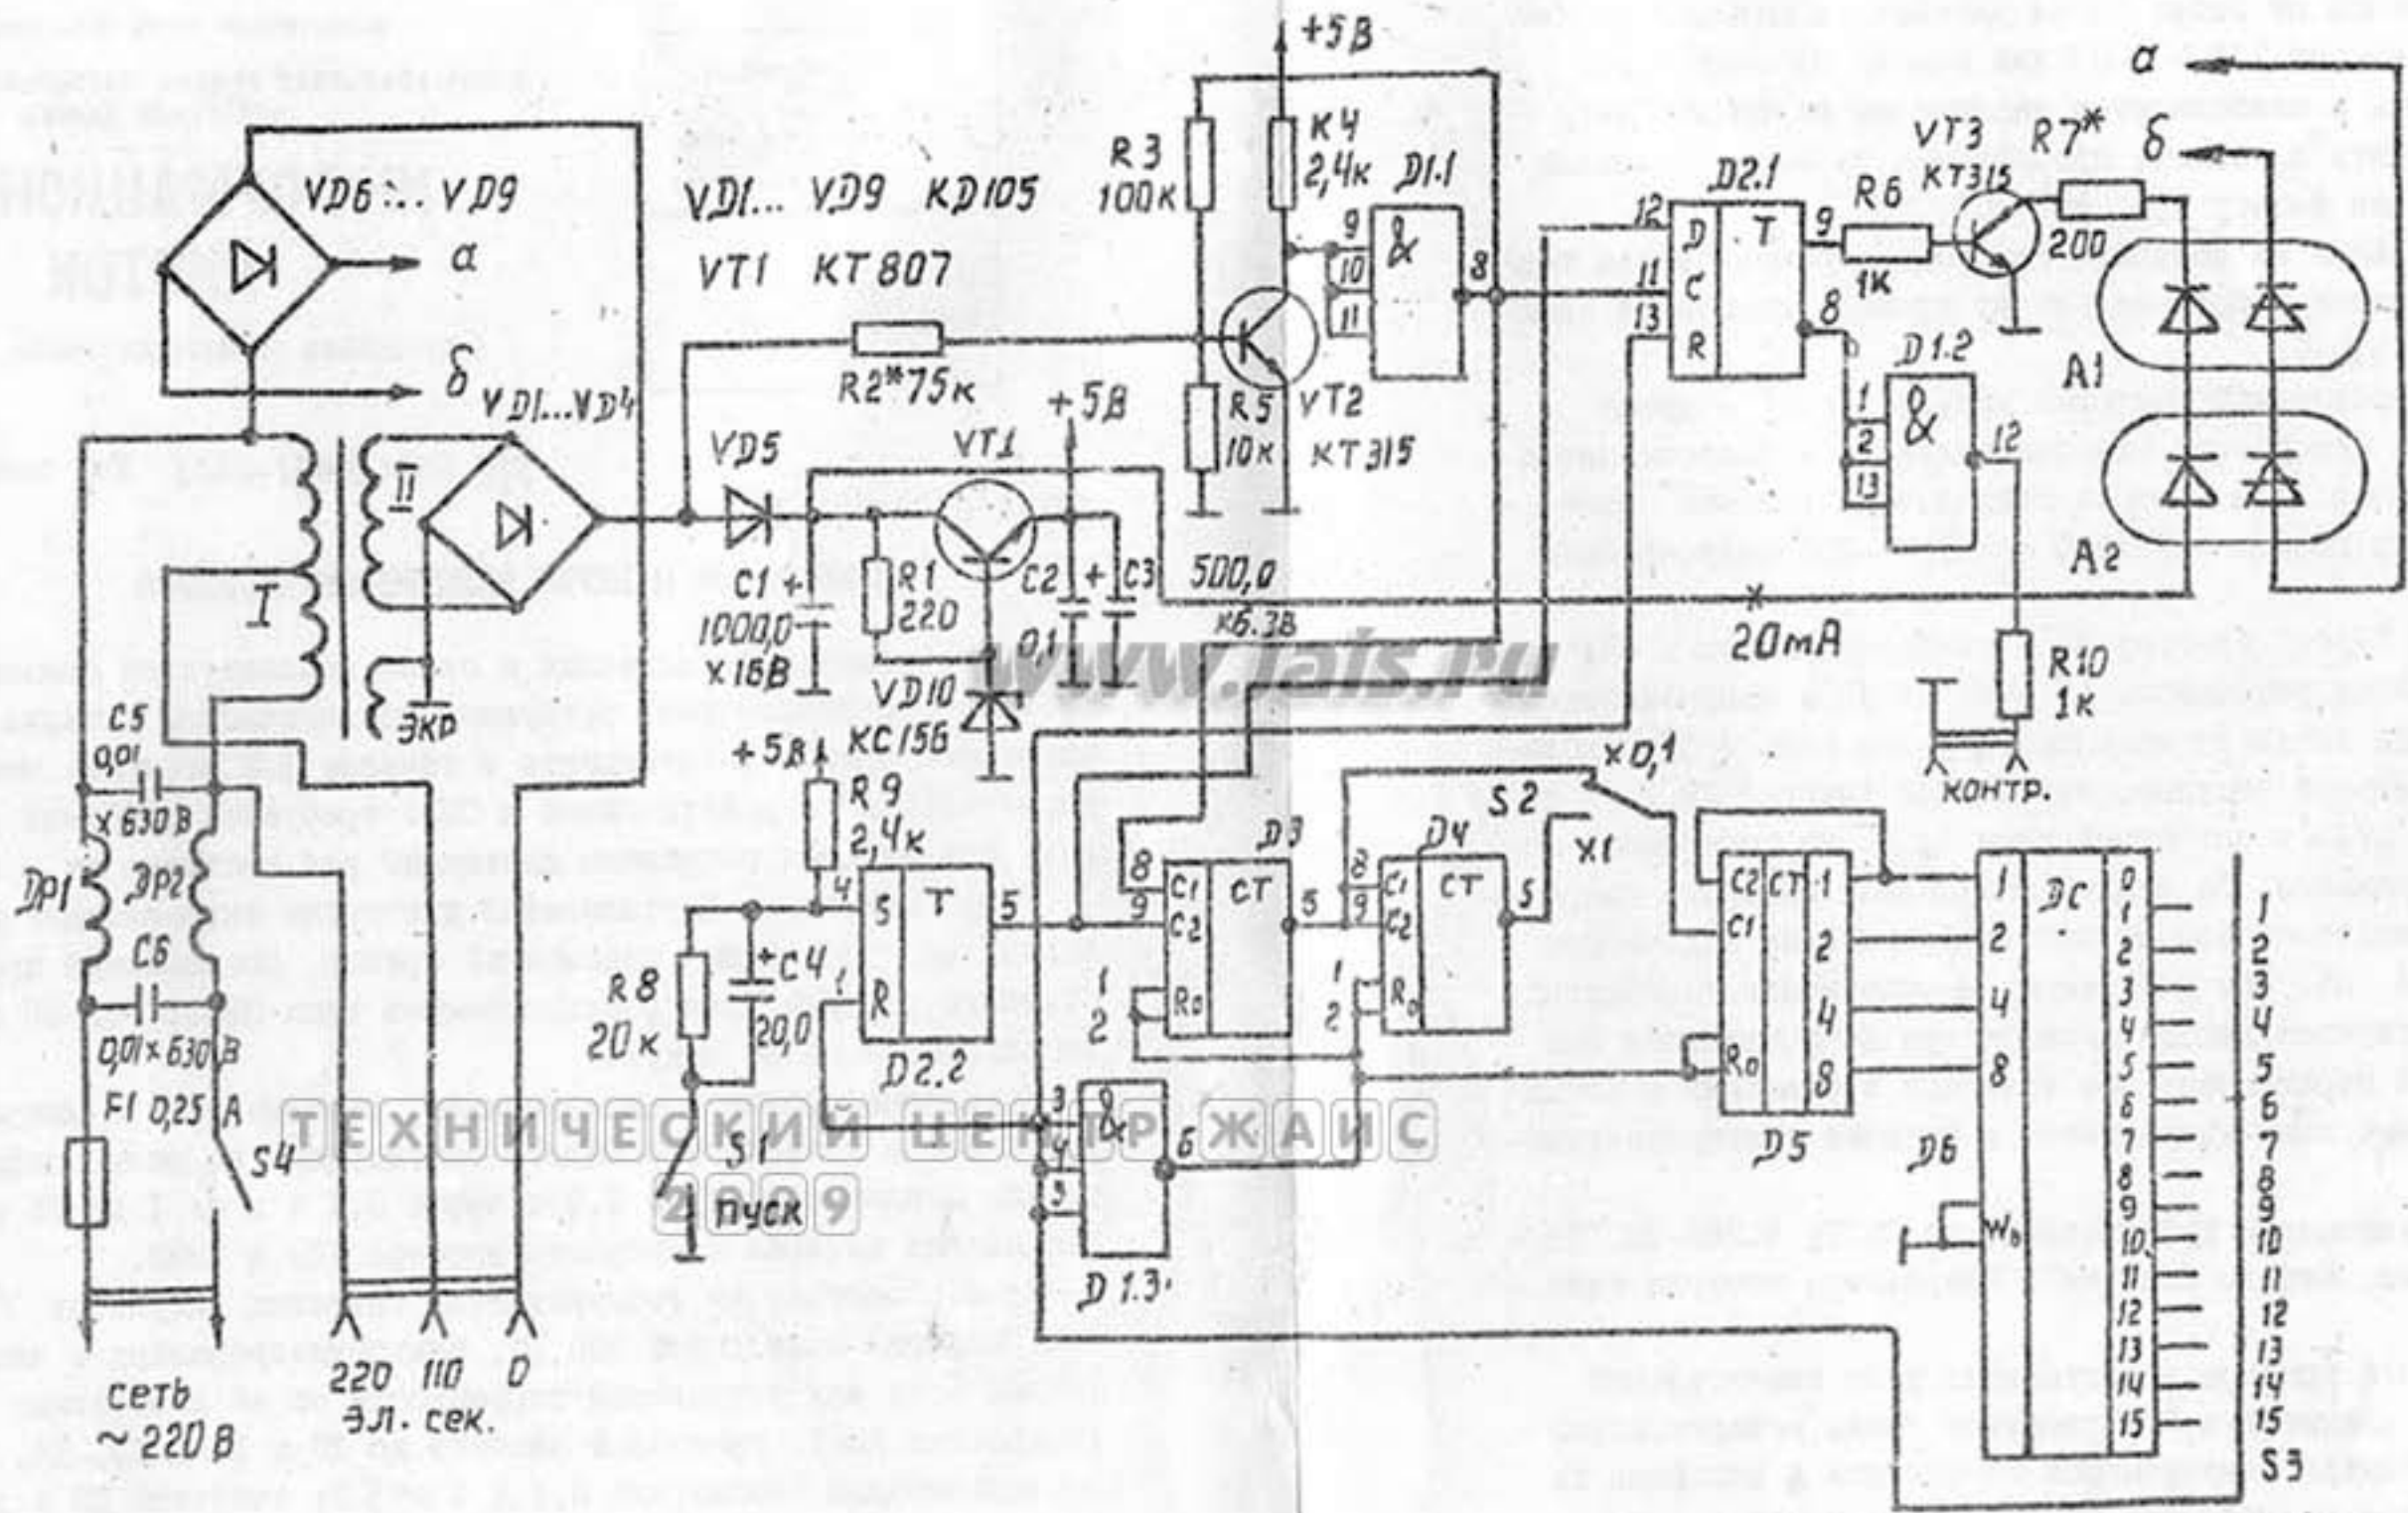 +5В
а
б
VD6... VD9
а
б
VD1... VD9 KD105
VT1 KT807
R3
100к
К4
2,4к
D1.1
9
10
11
&
8
R2*75к
R5
10к
VT2
КТ315
12
11
13
D
C
R
T
D2.1
9
8
R6
1К
VT3
КТ315
R7*
200
D1.2
1
2
13
&
12
A1
A2
20mA
R10
1к
контр.
I
II
ЭКР
VD1...VD4
VD5
VT1
+5В
C1 +
1000,0
х16В
R1
220
C2
0,1
+
C3
500,0
х6.3В
VD10
КС156
www.jais.ru
C5
0,01
х630В
DP1
DP2
C6
0,01х630В
F1 0,25 А
S4
сеть
~220В
220 110 0
эл. сек.
+5В
R9
2,4к
R8
20к
+
C4
20,0
S1
пуск
4
S
T
5
1
R
D2.2
D3
8
9
C1
C2
CT
5
1
2
R0
D4
8
9
C1
C2
CT
5
1
2
R0
S2
х0,1
х1
3
4
&
6
D1.3
C2
C1
CT
1
2
4
8
R0
D5
1
2
4
8
DC
W0
D6
0
1
2
3
4
5
6
7
8
9
10
11
12
13
14
15
1
2
3
4
5
6
7
8
9
10
11
12
13
14
15
S3
ТЕХНИЧЕСКИЙ ЦЕНТР ЖАИС
2009